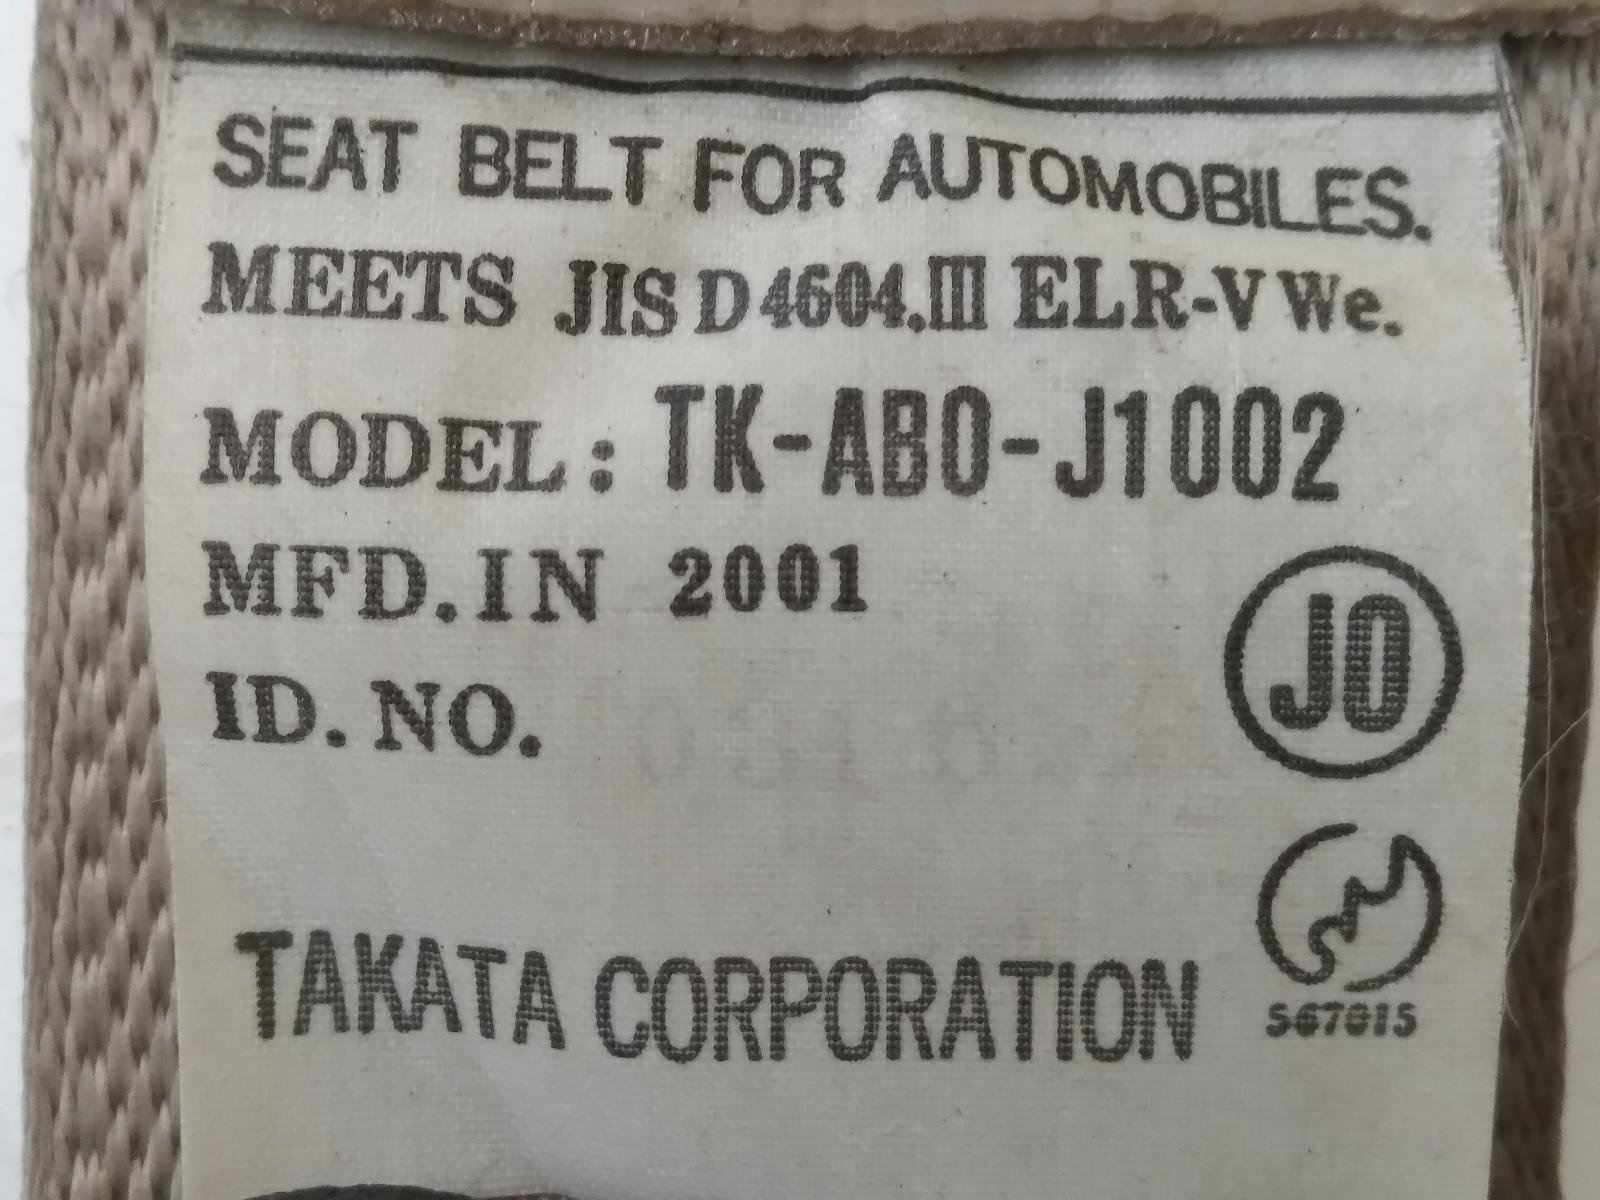 SEAT BELT FOR AUTOMOBILES.
MEETS JIS D 4604.III ELR-V We.
MODEL: TK-AB0-J1002
MFD. IN 2001
JO
ID. NO.
TAKATA CORPORATION